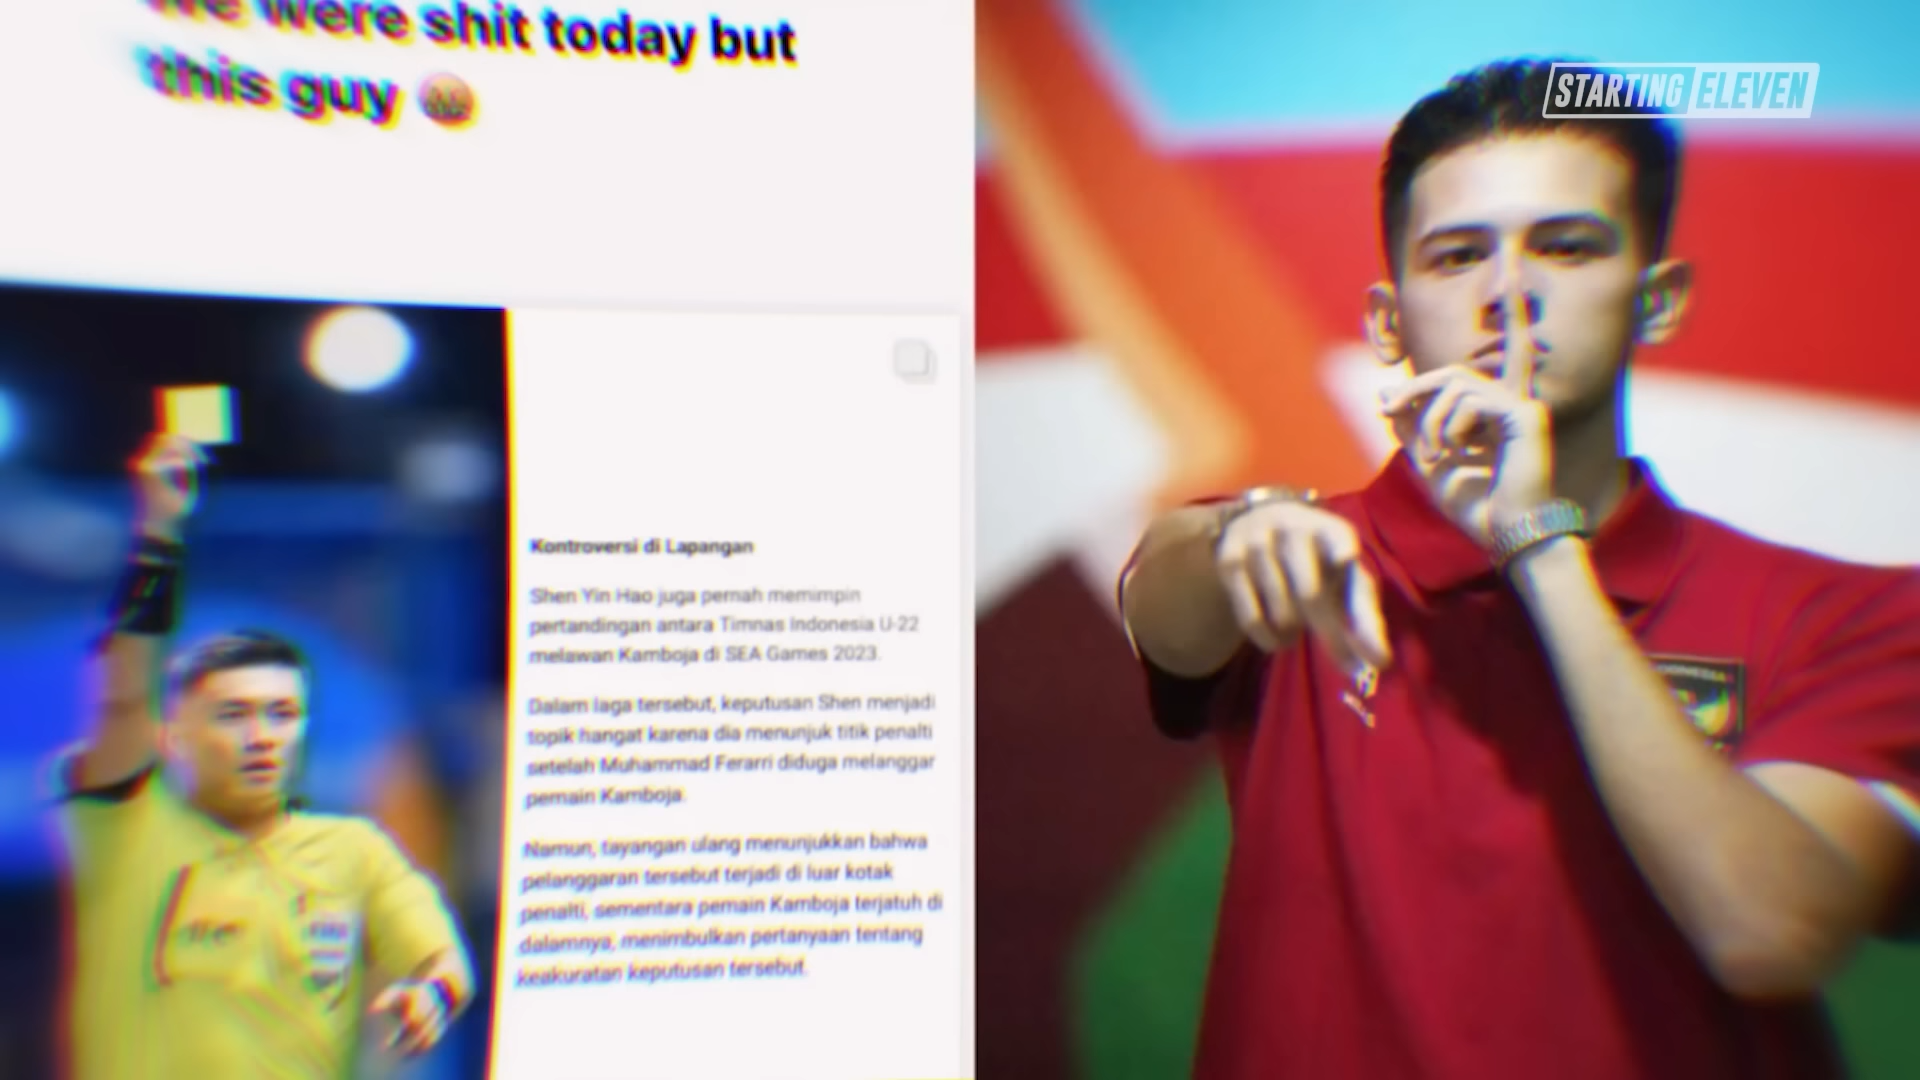 we were shit today but
this guy
STARTING ELEVEN
Kontroversi di Lapangan
Shen Yin Hao juga pernah memimpin
pertandingan antara Timnas Indonesia U-22
melawan Kamboja di SEA Games 2023.
Dalam laga tersebut, keputusan Shen menjadi
topik hangat karena dia menunjuk titik penalti
setelah Muhammad Ferarri diduga melanggar
pemain Kamboja.
Namun, tayangan ulang menunjukkan bahwa
pelanggaran tersebut terjadi di luar kotak
penalti, sementara pemain Kamboja terjatuh di
dalamnya, menimbulkan pertanyaan tentang
keakuratan keputusan tersebut.